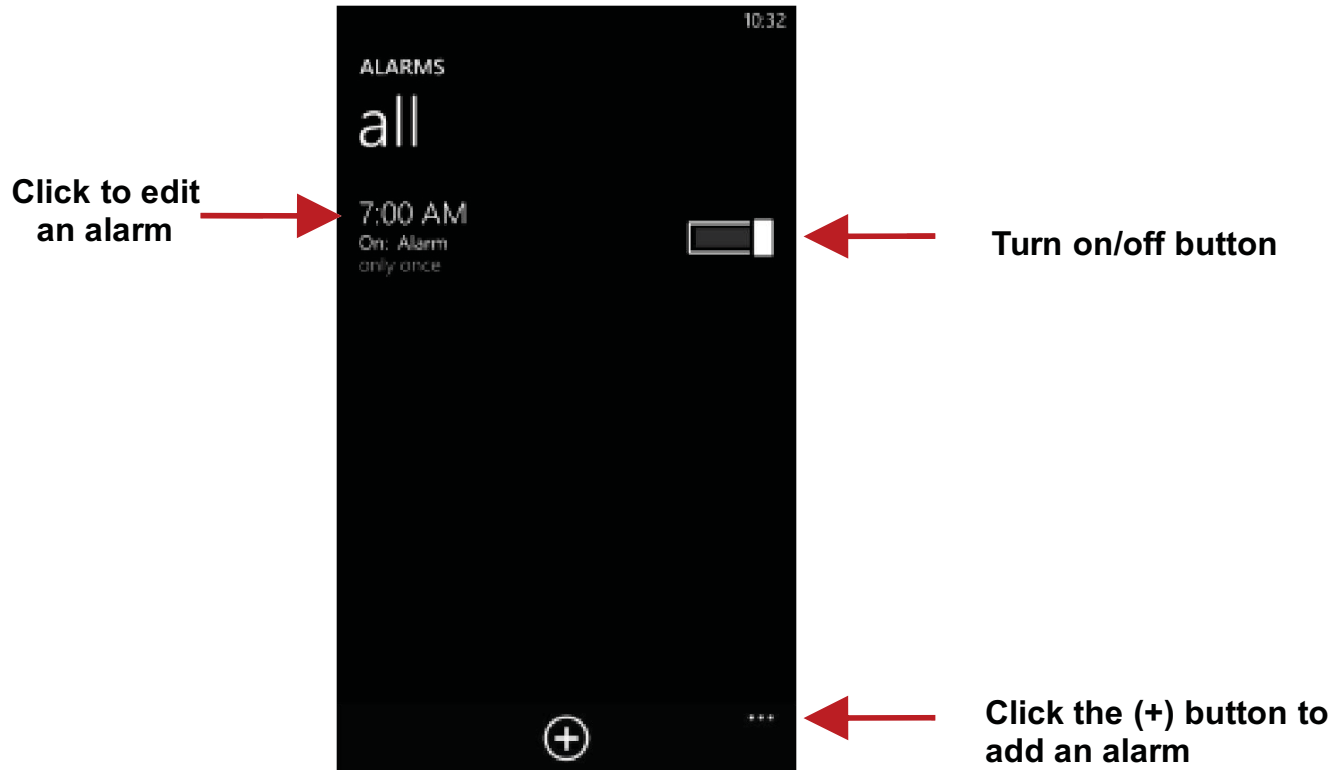 10:32
ALARMS
all
Click to edit
an alarm
7:00 AM
On: Alarm
only once
Turn on/off button
Click the (+) button to
add an alarm